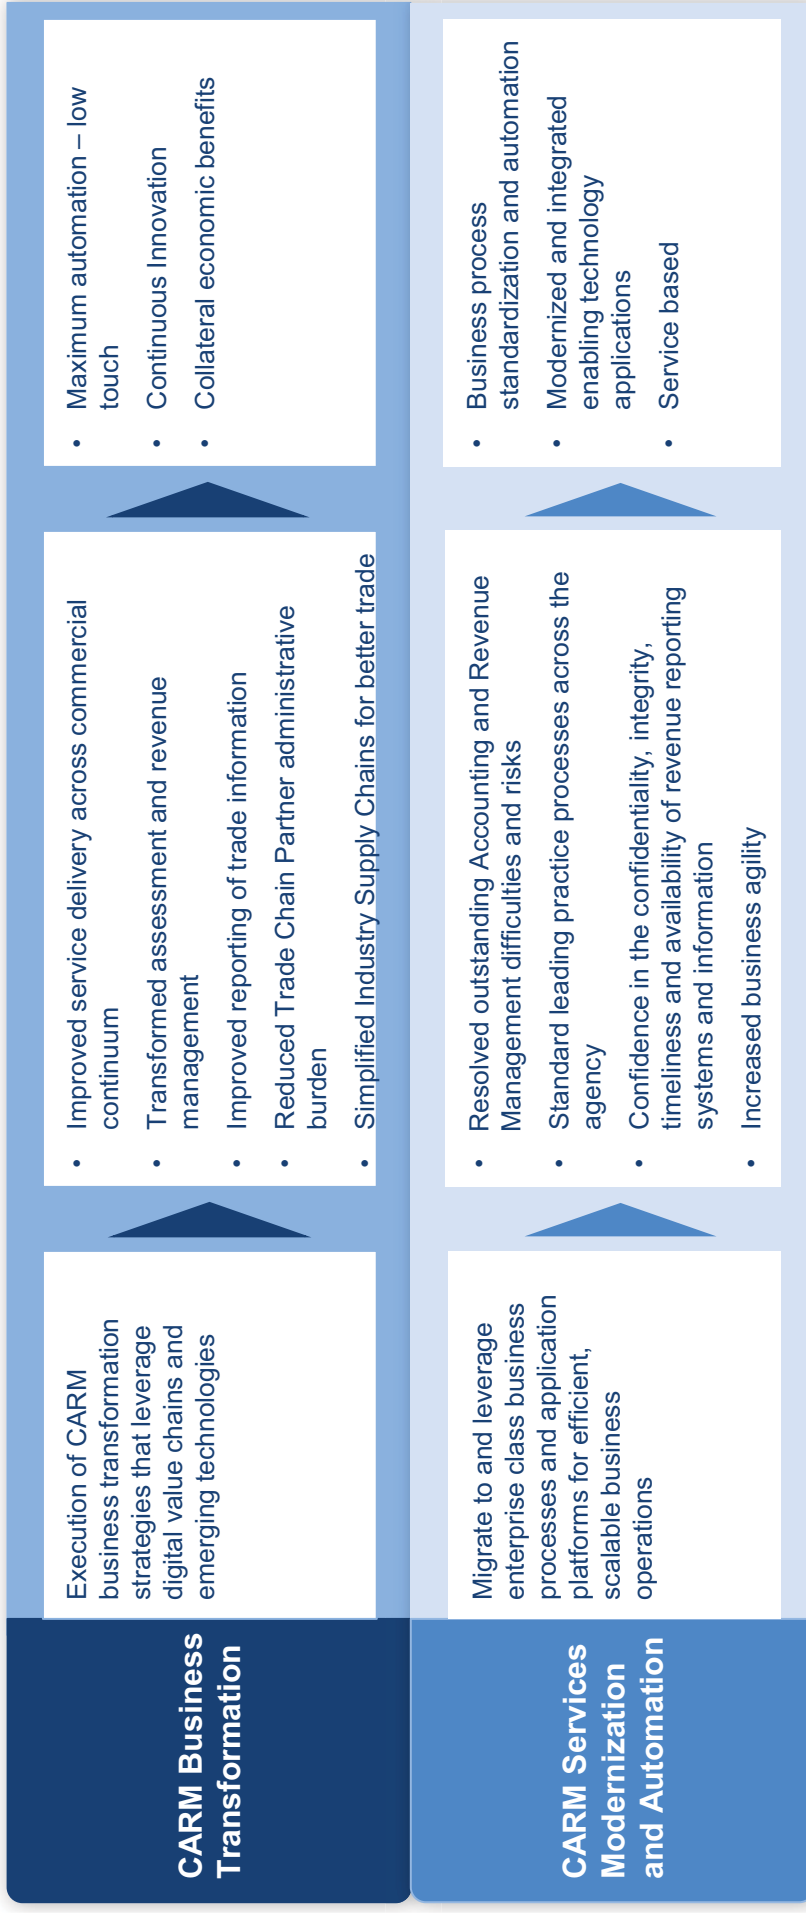 CARM Business
Transformation
Execution of CARM
business transformation
strategies that leverage
digital value chains and
emerging technologies
• Improved service delivery across commercial
continuum
• Transformed assessment and revenue
management
• Improved reporting of trade information
• Reduced Trade Chain Partner administrative
burden
• Simplified Industry Supply Chains for better trade
• Maximum automation – low
touch
• Continuous Innovation
• Collateral economic benefits
CARM Services
Modernization
and Automation
Migrate to and leverage
enterprise class business
processes and application
platforms for efficient,
scalable business
operations
• Resolved outstanding Accounting and Revenue
Management difficulties and risks
• Standard leading practice processes across the
agency
• Confidence in the confidentiality, integrity,
timeliness and availability of revenue reporting
systems and information
• Increased business agility
• Business process
standardization and automation
• Modernized and integrated
enabling technology
applications
• Service based